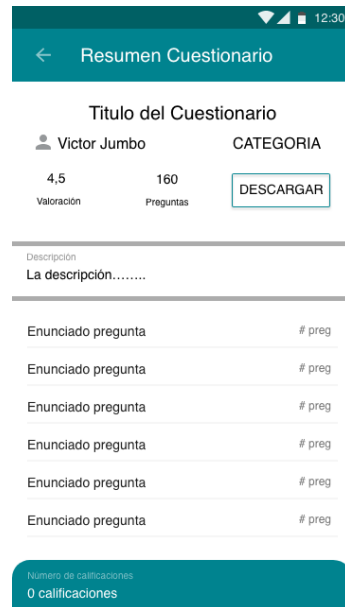 12:30
Resumen Cuestionario
Titulo del Cuestionario
Victor Jumbo CATEGORIA
4,5 160 DESCARGAR
Valoración Preguntas
Descripción
La descripción........
Enunciado pregunta # preg
Enunciado pregunta # preg
Enunciado pregunta # preg
Enunciado pregunta # preg
Enunciado pregunta # preg
Enunciado pregunta # preg
Número de calificaciones
0 calificaciones